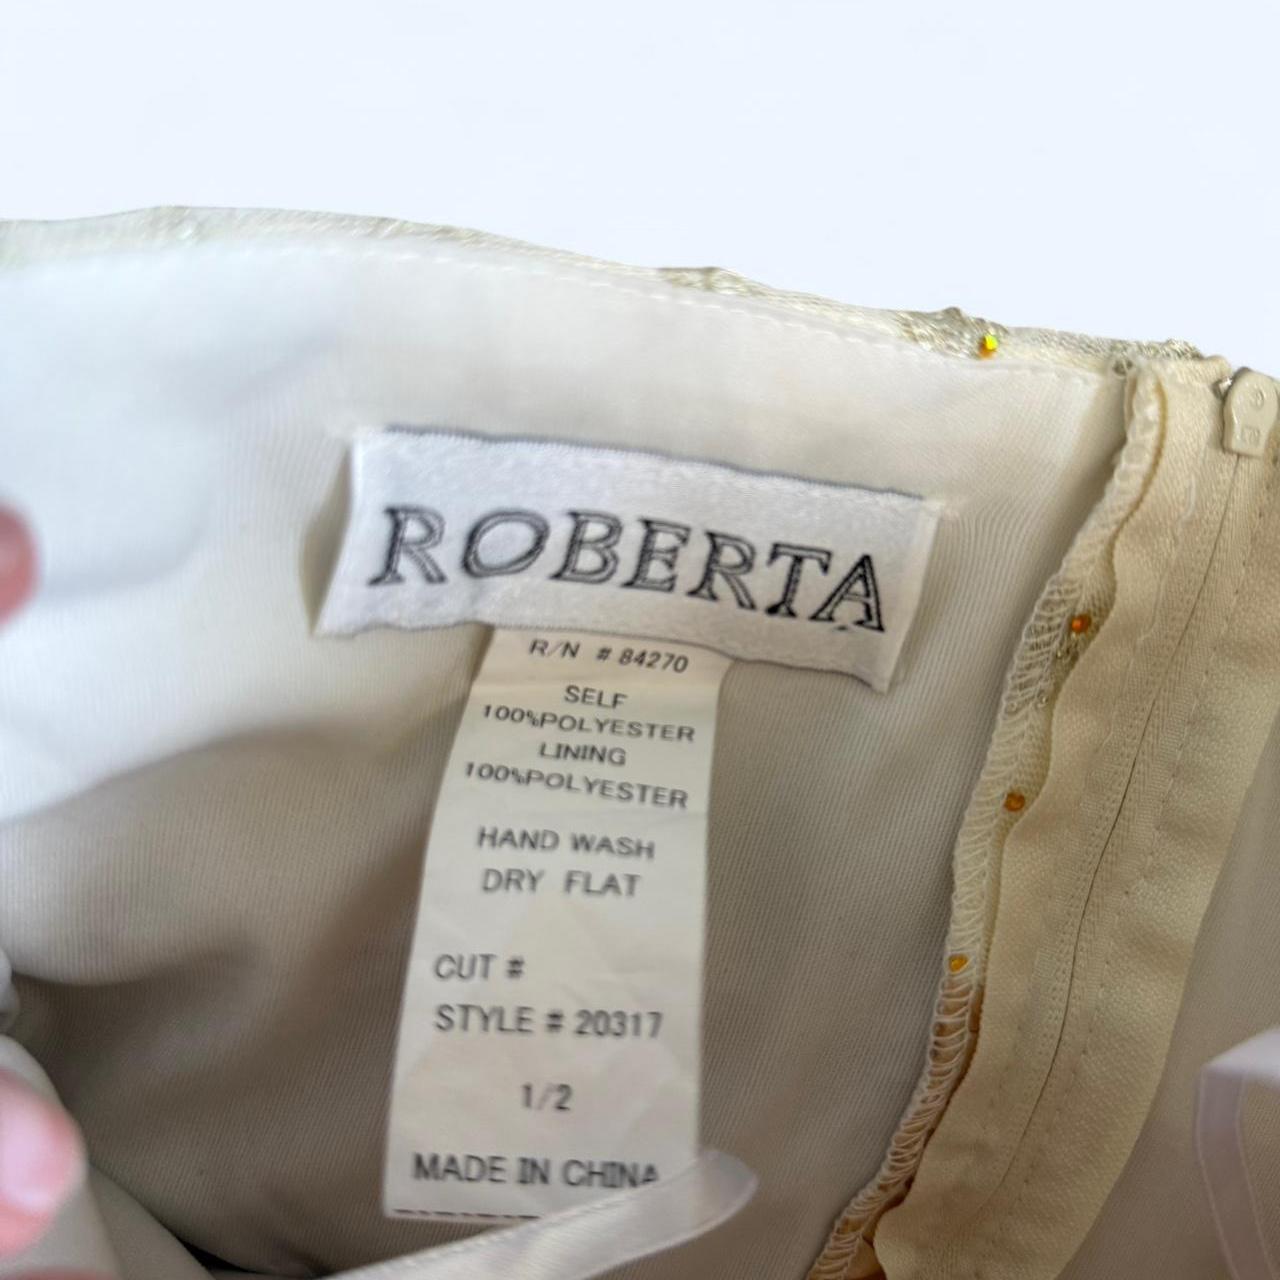 ROBERTA
R/N # 84270
SELF
100%POLYESTER
LINING
100%POLYESTER
HAND WASH
DRY FLAT
CUT #
STYLE # 20317
1/2
MADE IN CHINA